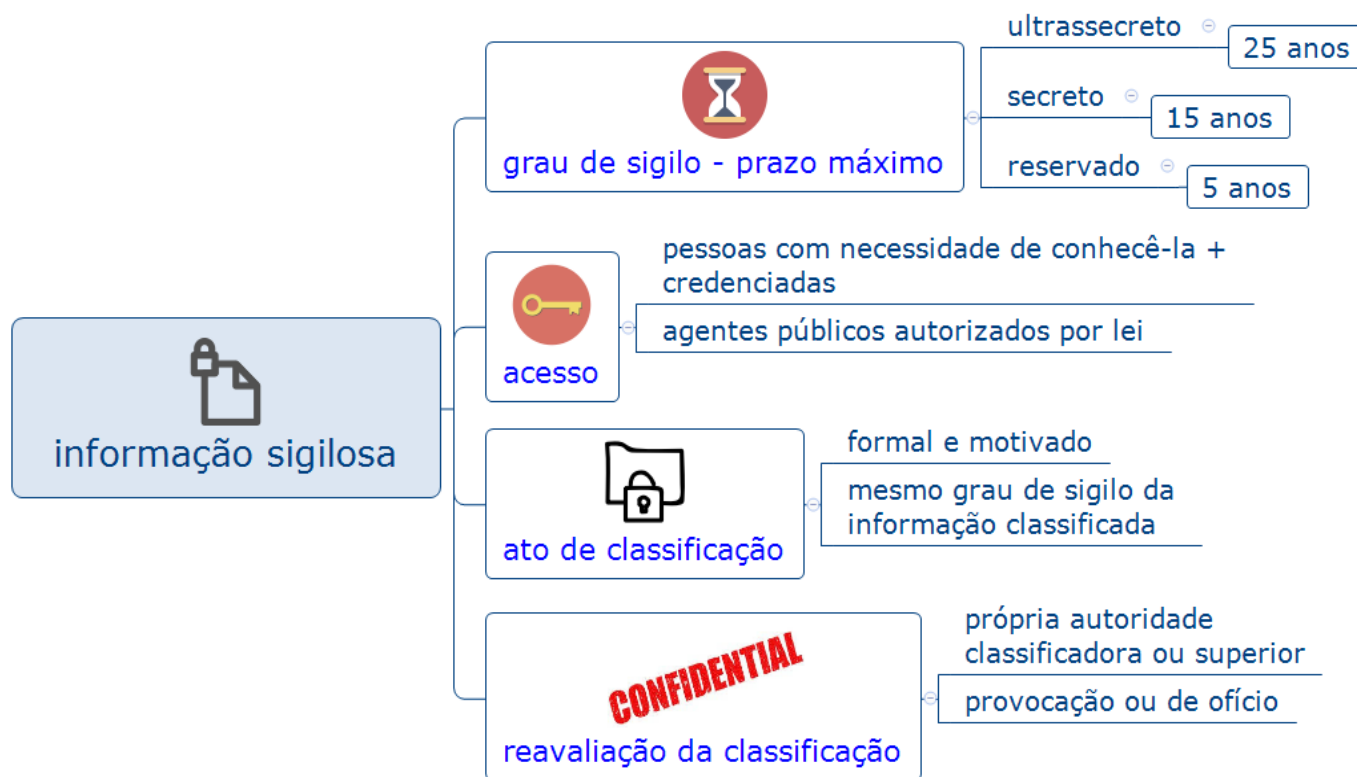 ultrassecreto
25 anos
secreto
15 anos
reservado
5 anos
grau de sigilo - prazo máximo
pessoas com necessidade de conhecê-la +
credenciadas
agentes públicos autorizados por lei
acesso
informação sigilosa
formal e motivado
mesmo grau de sigilo da
informação classificada
ato de classificação
própria autoridade
classificadora ou superior
provocação ou de ofício
CONFIDENTIAL
reavaliação da classificação